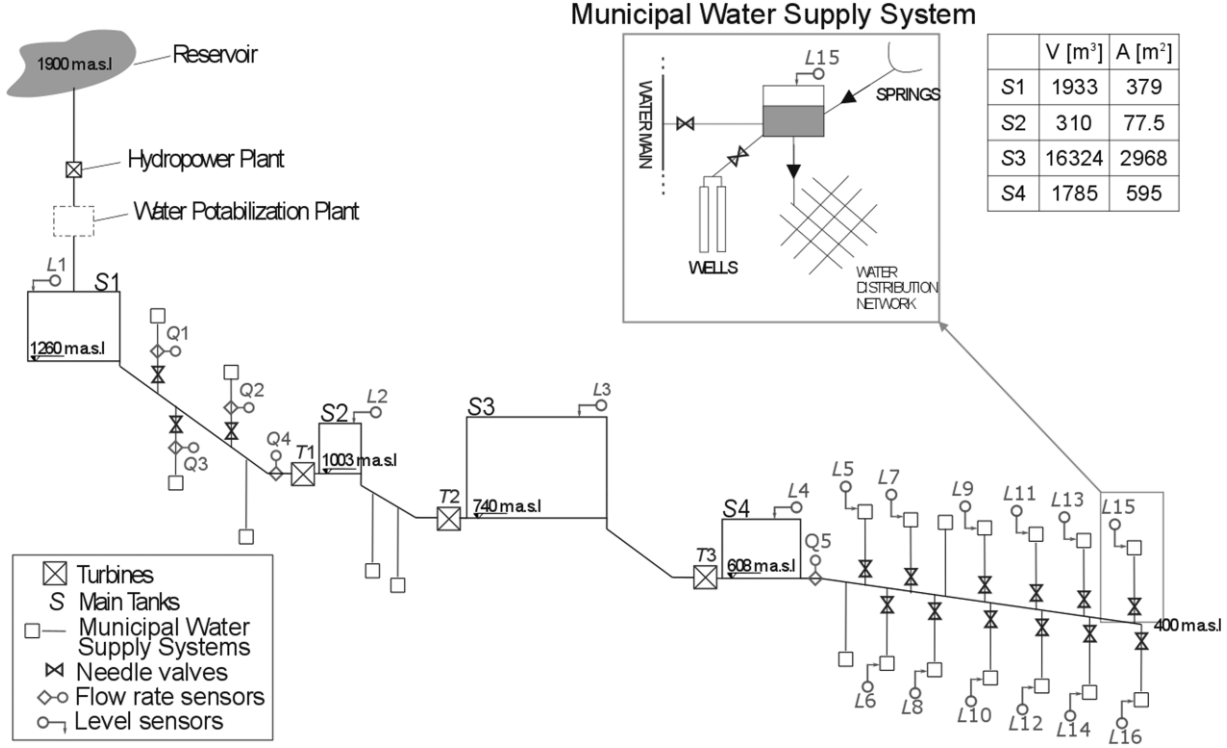 Municipal Water Supply System
1900 m a.s.l
Reservoir
Hydropower Plant
Water Potabilization Plant
L15
SPRINGS
WATER MAIN
WELLS
WATER
DISTRIBUTION
NETWORK
V [m³] A [m²]
S1 1933 379
S2 310 77.5
S3 16324 2968
S4 1785 595
L1
S1
1260 m a.s.l
Q1
Q2
Q3
Q4
T1
S2
L2
1003 m a.s.l
T2
S3
L3
740 m a.s.l
T3
S4
L4
608 m a.s.l
Q5
L5
L7
L9
L11
L13
L15
400 m a.s.l
L6
L8
L10
L12
L14
L16
Turbines
S Main Tanks
Municipal Water
Supply Systems
Needle valves
Flow rate sensors
Level sensors